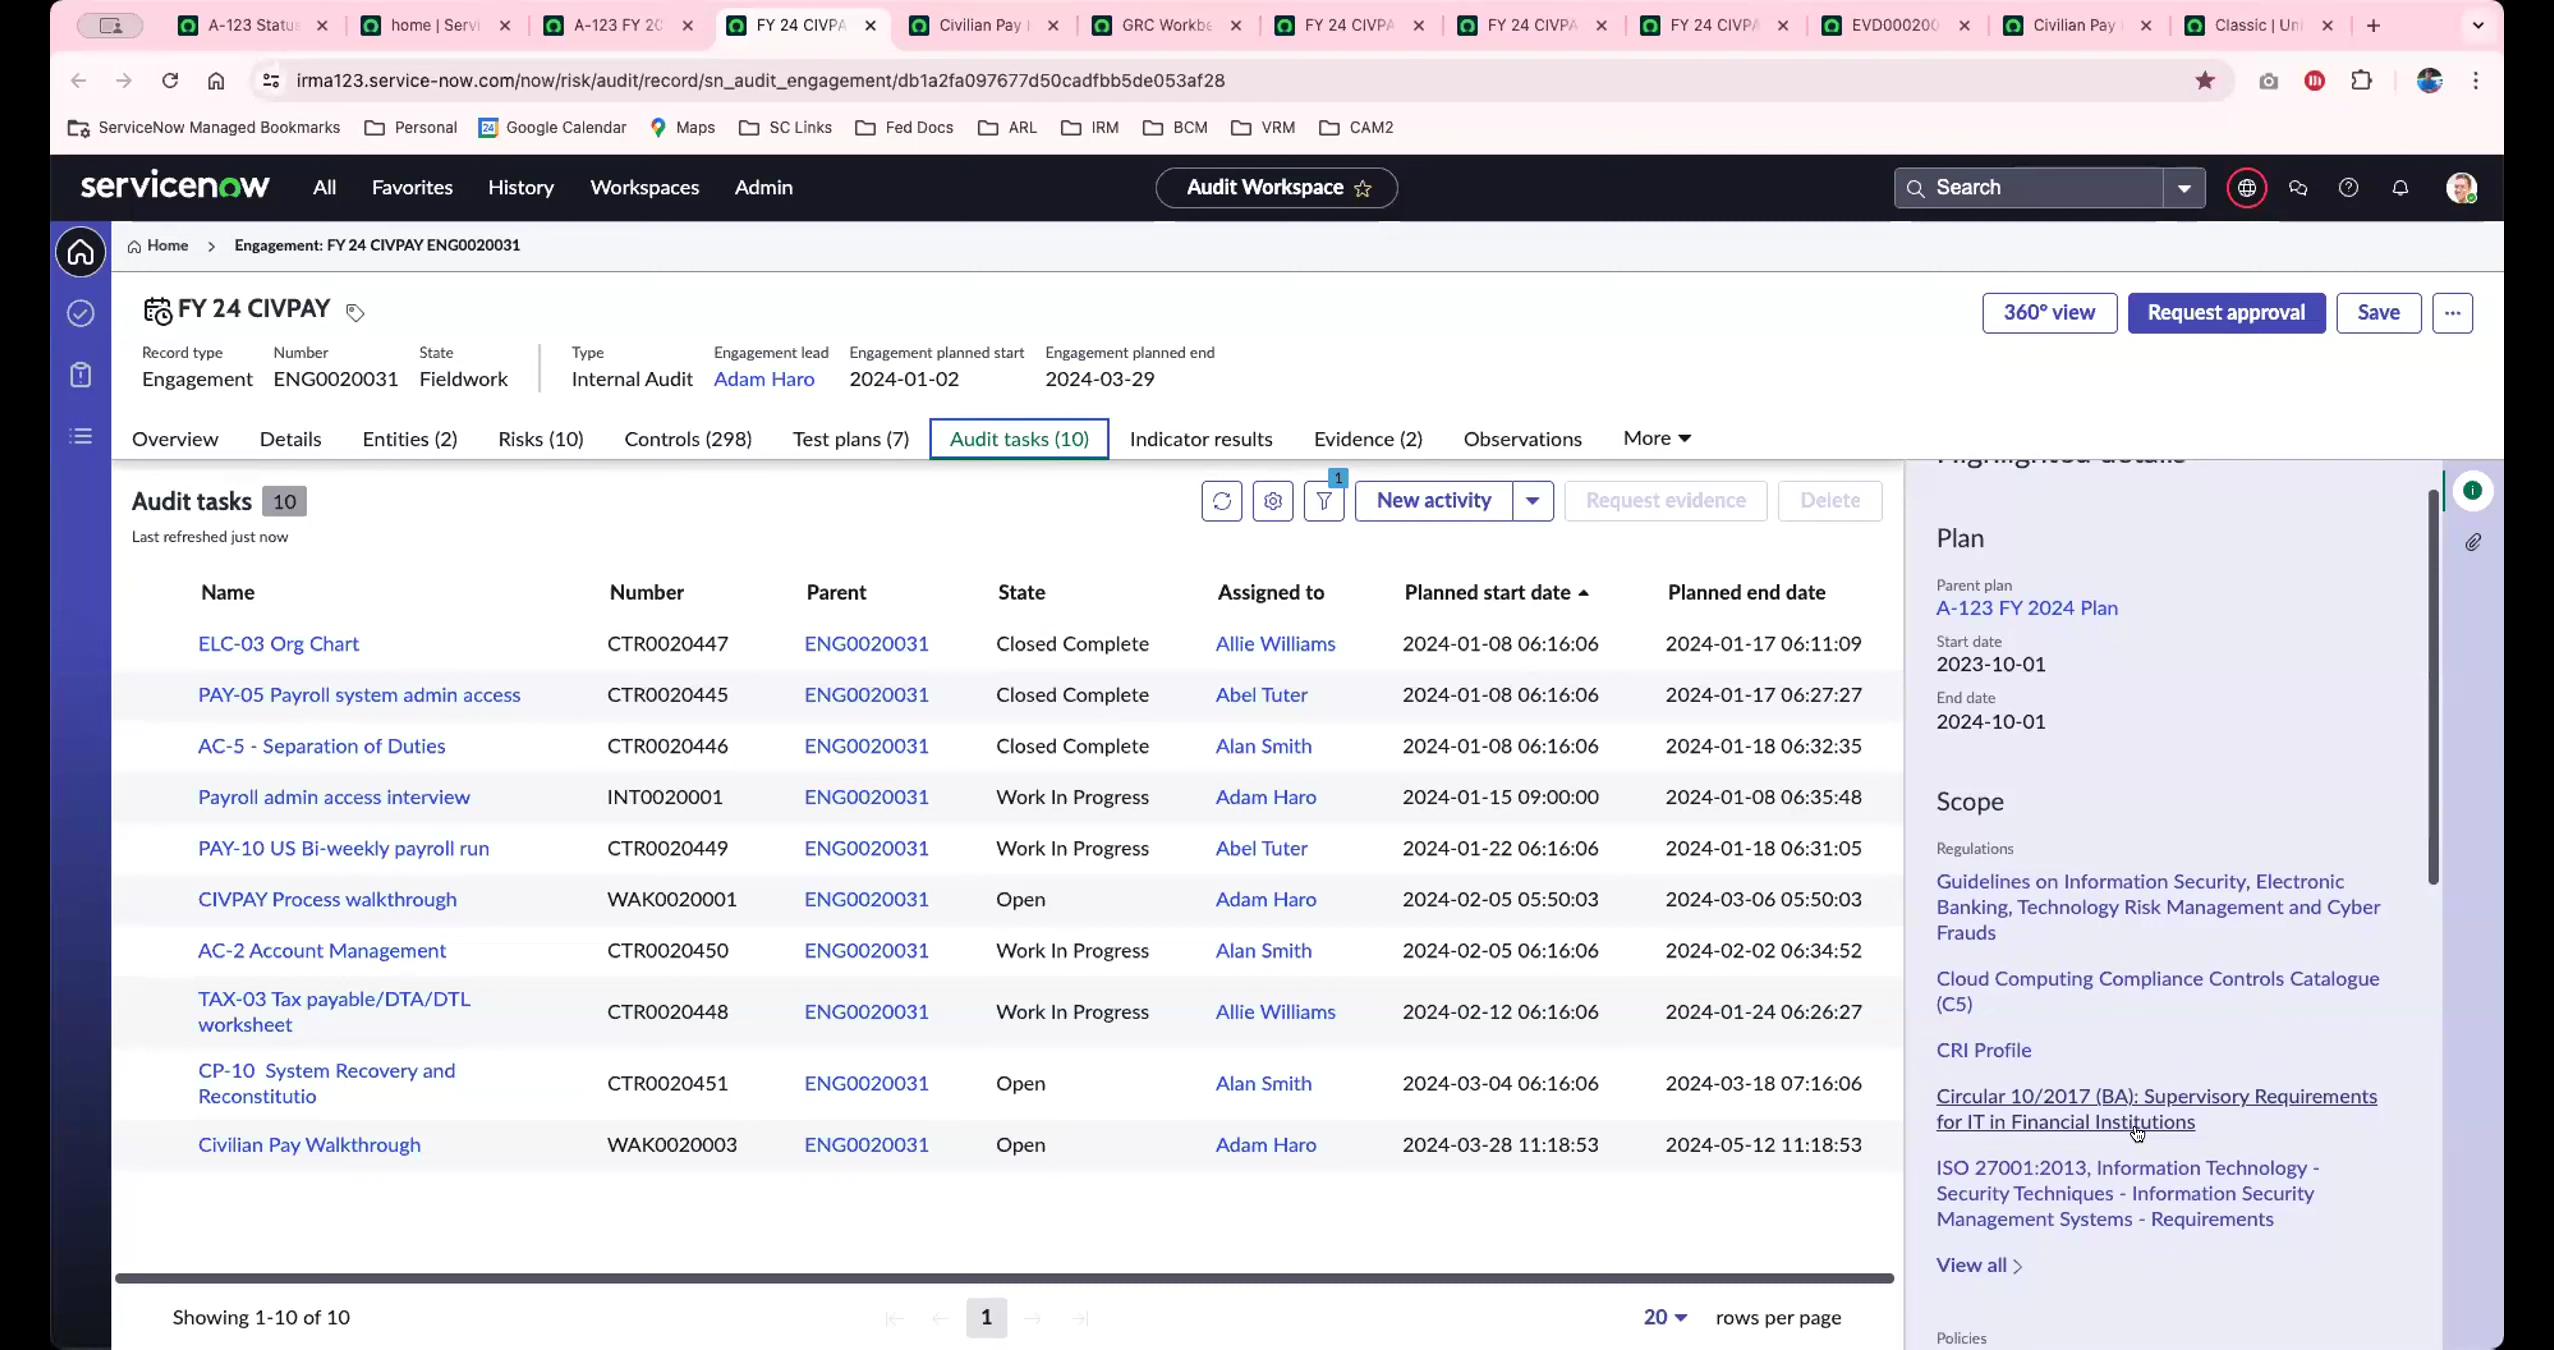 A-123 Status
home | Servi
A-123 FY 20
FY 24 CIVPA
Civilian Pay
GRC Workbe
FY 24 CIVPA
FY 24 CIVPA
FY 24 CIVPA
EVD000200
Civilian Pay
Classic | Uni
irma123.service-now.com/now/risk/audit/record/sn_audit_engagement/db1a2fa097677d50cadfbb5de053af28
ServiceNow Managed Bookmarks
Personal
24
Google Calendar
Maps
SC Links
Fed Docs
ARL
IRM
BCM
VRM
CAM2
servicenow
All
Favorites
History
Workspaces
Admin
Audit Workspace
Search
Home
Engagement: FY 24 CIVPAY ENG0020031
FY 24 CIVPAY
360° view
Request approval
Save
Record type
Number
State
Type
Engagement lead
Engagement planned start
Engagement planned end
Engagement
ENG0020031
Fieldwork
Internal Audit
Adam Haro
2024-01-02
2024-03-29
Overview
Details
Entities (2)
Risks (10)
Controls (298)
Test plans (7)
Audit tasks (10)
Indicator results
Evidence (2)
Observations
More
Audit tasks 10
Last refreshed just now
1
New activity
Request evidence
Delete
Name Number Parent State Assigned to Planned start date Planned end date
ELC-03 Org Chart CTR0020447 ENG0020031 Closed Complete Allie Williams 2024-01-08 06:16:06 2024-01-17 06:11:09
PAY-05 Payroll system admin access CTR0020445 ENG0020031 Closed Complete Abel Tuter 2024-01-08 06:16:06 2024-01-17 06:27:27
AC-5 - Separation of Duties CTR0020446 ENG0020031 Closed Complete Alan Smith 2024-01-08 06:16:06 2024-01-18 06:32:35
Payroll admin access interview INT0020001 ENG0020031 Work In Progress Adam Haro 2024-01-15 09:00:00 2024-01-08 06:35:48
PAY-10 US Bi-weekly payroll run CTR0020449 ENG0020031 Work In Progress Abel Tuter 2024-01-22 06:16:06 2024-01-18 06:31:05
CIVPAY Process walkthrough WAK0020001 ENG0020031 Open Adam Haro 2024-02-05 05:50:03 2024-03-06 05:50:03
AC-2 Account Management CTR0020450 ENG0020031 Work In Progress Alan Smith 2024-02-05 06:16:06 2024-02-02 06:34:52
TAX-03 Tax payable/DTA/DTL
worksheet CTR0020448 ENG0020031 Work In Progress Allie Williams 2024-02-12 06:16:06 2024-01-24 06:26:27
CP-10 System Recovery and
Reconstitutio CTR0020451 ENG0020031 Open Alan Smith 2024-03-04 06:16:06 2024-03-18 07:16:06
Civilian Pay Walkthrough WAK0020003 ENG0020031 Open Adam Haro 2024-03-28 11:18:53 2024-05-12 11:18:53
Showing 1-10 of 10
1
20 rows per page
Highlighted details
Plan
Parent plan
A-123 FY 2024 Plan
Start date
2023-10-01
End date
2024-10-01
Scope
Regulations
Guidelines on Information Security, Electronic
Banking, Technology Risk Management and Cyber
Frauds
Cloud Computing Compliance Controls Catalogue
(C5)
CRI Profile
Circular 10/2017 (BA): Supervisory Requirements
for IT in Financial Institutions
ISO 27001:2013, Information Technology -
Security Techniques - Information Security
Management Systems - Requirements
View all
Policies